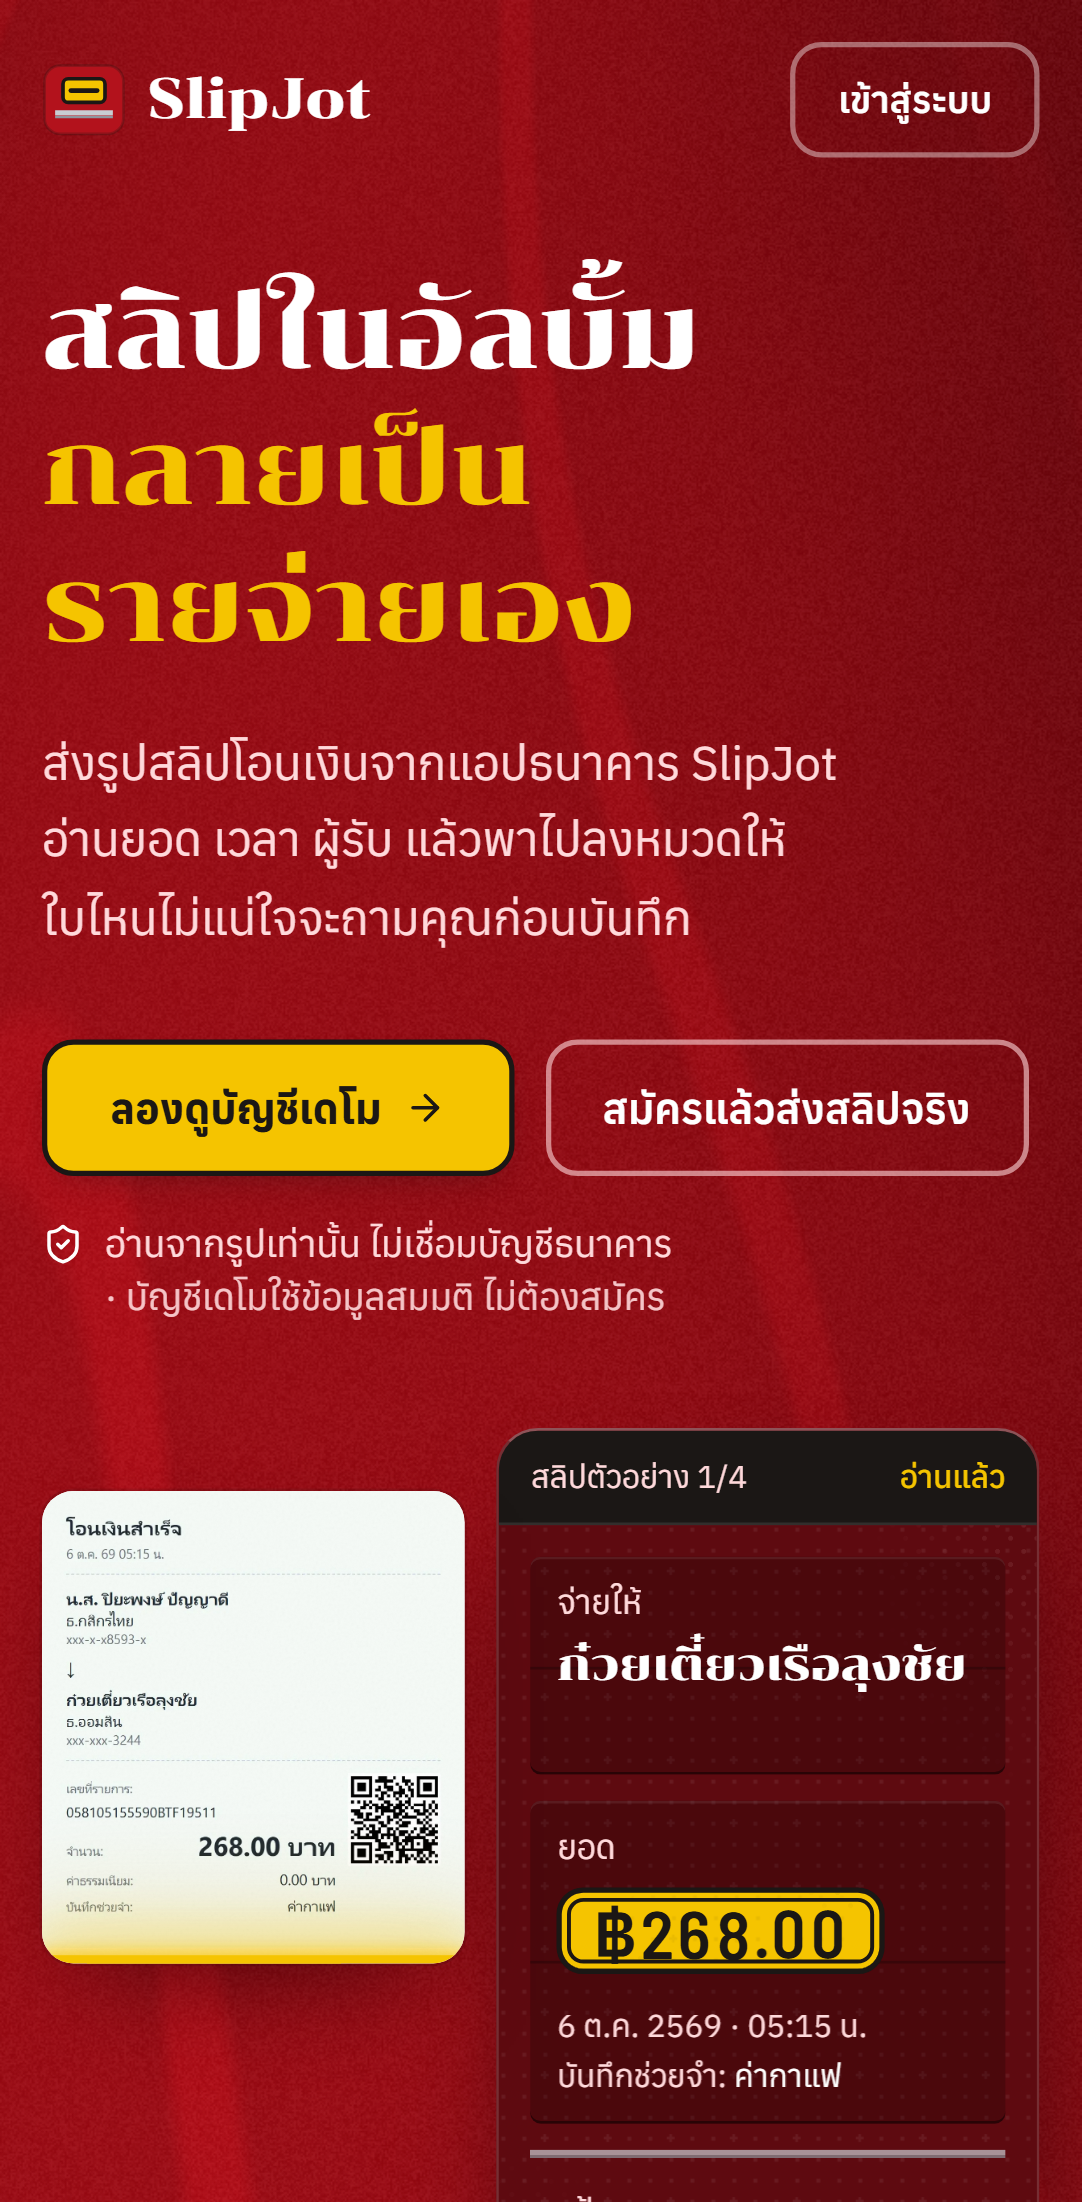 SlipJot
เข้าสู่ระบบ
สลิปในอัลบั้ม
กลายเป็น
รายจ่ายเอง
ส่งรูปสลิปโอนเงินจากแอปธนาคาร SlipJot
อ่านยอด เวลา ผู้รับ แล้วพาไปลงหมวดให้
ใบไหนไม่แน่ใจจะถามคุณก่อนบันทึก
ลองดูบัญชีเดโม →
สมัครแล้วส่งสลิปจริง
อ่านจากรูปเท่านั้น ไม่เชื่อมบัญชีธนาคาร
· บัญชีเดโมใช้ข้อมูลสมมติ ไม่ต้องสมัคร
โอนเงินสำเร็จ
6 ต.ค. 69 05:15 น.
น.ส. ปิยะพงษ์ ปัญญาดี
ธ.กสิกรไทย
xxx-x-x8593-x
↓
ก๋วยเตี๋ยวเรือลุงชัย
ธ.ออมสิน
xxx-xxx-3244
เลขที่รายการ:
058105155590BTF19511
จำนวน: 268.00 บาท
ค่าธรรมเนียม: 0.00 บาท
บันทึกช่วยจำ: ค่ากาแฟ
สลิปตัวอย่าง 1/4 อ่านแล้ว
จ่ายให้
ก๋วยเตี๋ยวเรือลุงชัย
ยอด
฿268.00
6 ต.ค. 2569 · 05:15 น.
บันทึกช่วยจำ: ค่ากาแฟ